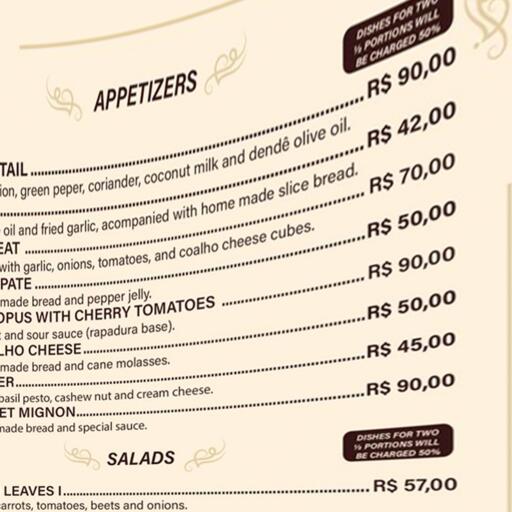 DISHES FOR TWO
½ PORTIONS WILL
BE CHARGED 50%
APPETIZERS
TAIL R$ 90,00
ion, green peper, coriander, coconut milk and dendê olive oil.
R$ 42,00
oil and fried garlic, acompanied with home made slice bread.
EAT R$ 70,00
with garlic, onions, tomatoes, and coalho cheese cubes.
PATE R$ 50,00
made bread and pepper jelly.
OPUS WITH CHERRY TOMATOES R$ 90,00
t and sour sauce (rapadura base).
LHO CHEESE R$ 50,00
made bread and cane molasses.
ER R$ 45,00
basil pesto, cashew nut and cream cheese.
ET MIGNON R$ 90,00
made bread and special sauce.
SALADS
DISHES FOR TWO
½ PORTIONS WILL
BE CHARGED 50%
LEAVES I R$ 57,00
arrots, tomatoes, beets and onions.